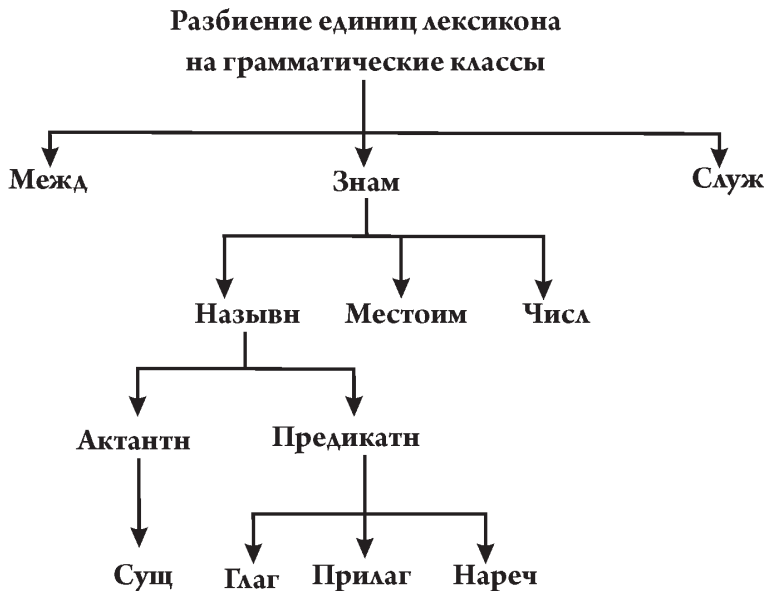 Разбиение единиц лексикона
на грамматические классы
Межд Знам Служ
Назывн Местоим Числ
Актантн Предикатн
Сущ Глаг Прилаг Нареч